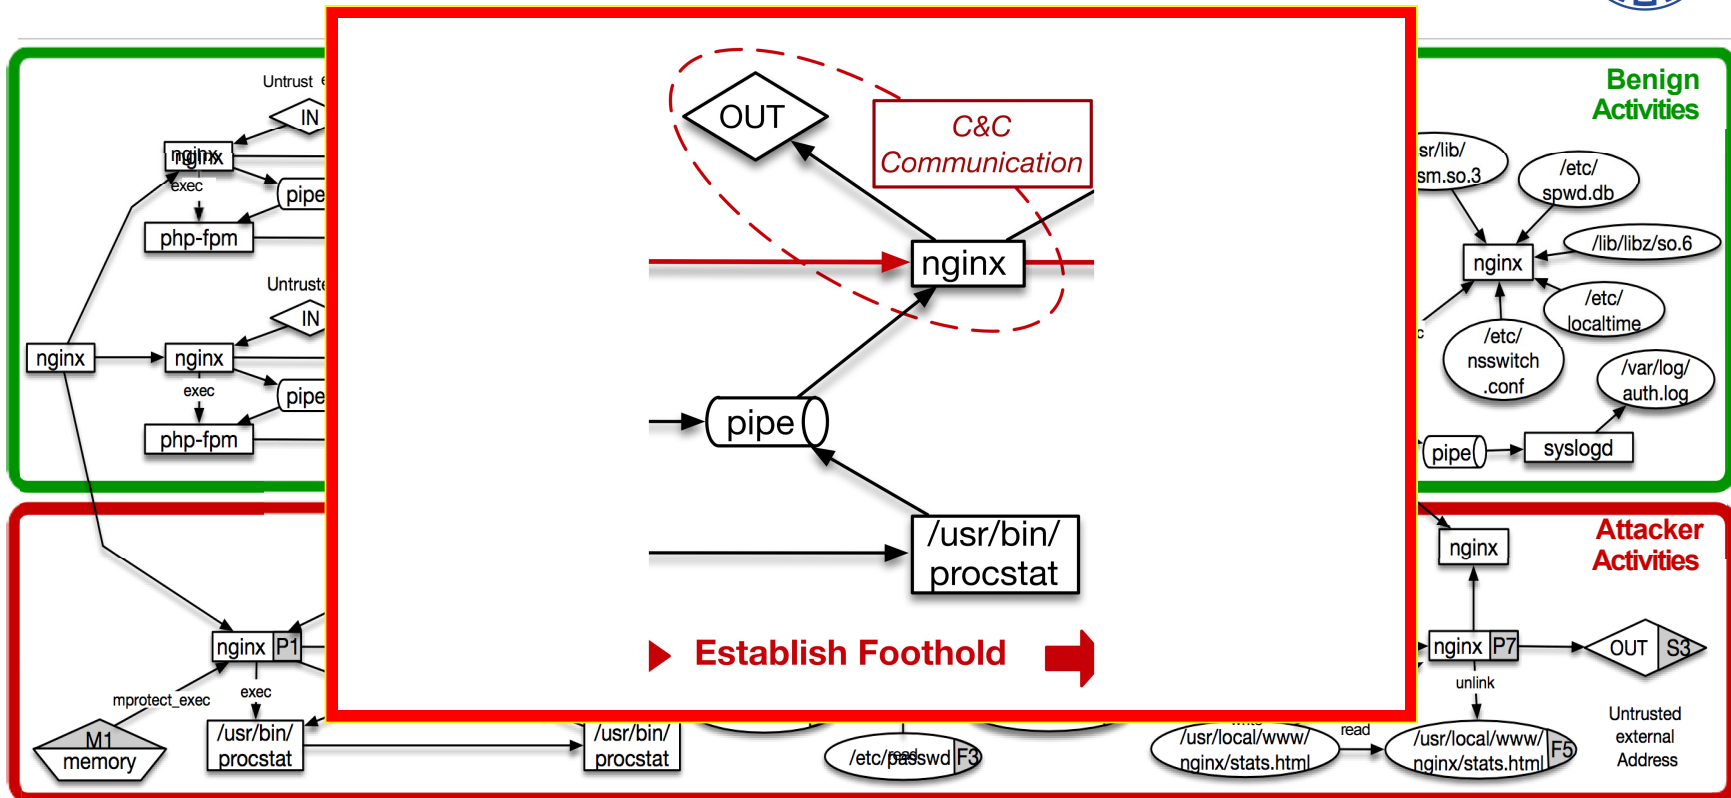 Benign
Activities
Untrust
IN
nginx
exec
pipe
php-fpm
Untruste
IN
nginx
nginx
exec
pipe
php-fpm
OUT
C&C
Communication
nginx
pipe
/usr/bin/
procstat
Establish Foothold
sr/lib/
sm.so.3
/etc/
spwd.db
/lib/libz/so.6
nginx
/etc/
localtime
/etc/
nsswitch
.conf
/var/log/
auth.log
pipe
syslogd
Attacker
Activities
nginx
nginx P1
mprotect_exec
exec
M1
memory
/usr/bin/
procstat
/usr/bin/
procstat
/etc/passwd F3
read
nginx P7
OUT S3
unlink
Untrusted
external
Address
/usr/local/www/
nginx/stats.html
read
/usr/local/www/
nginx/stats.html F5